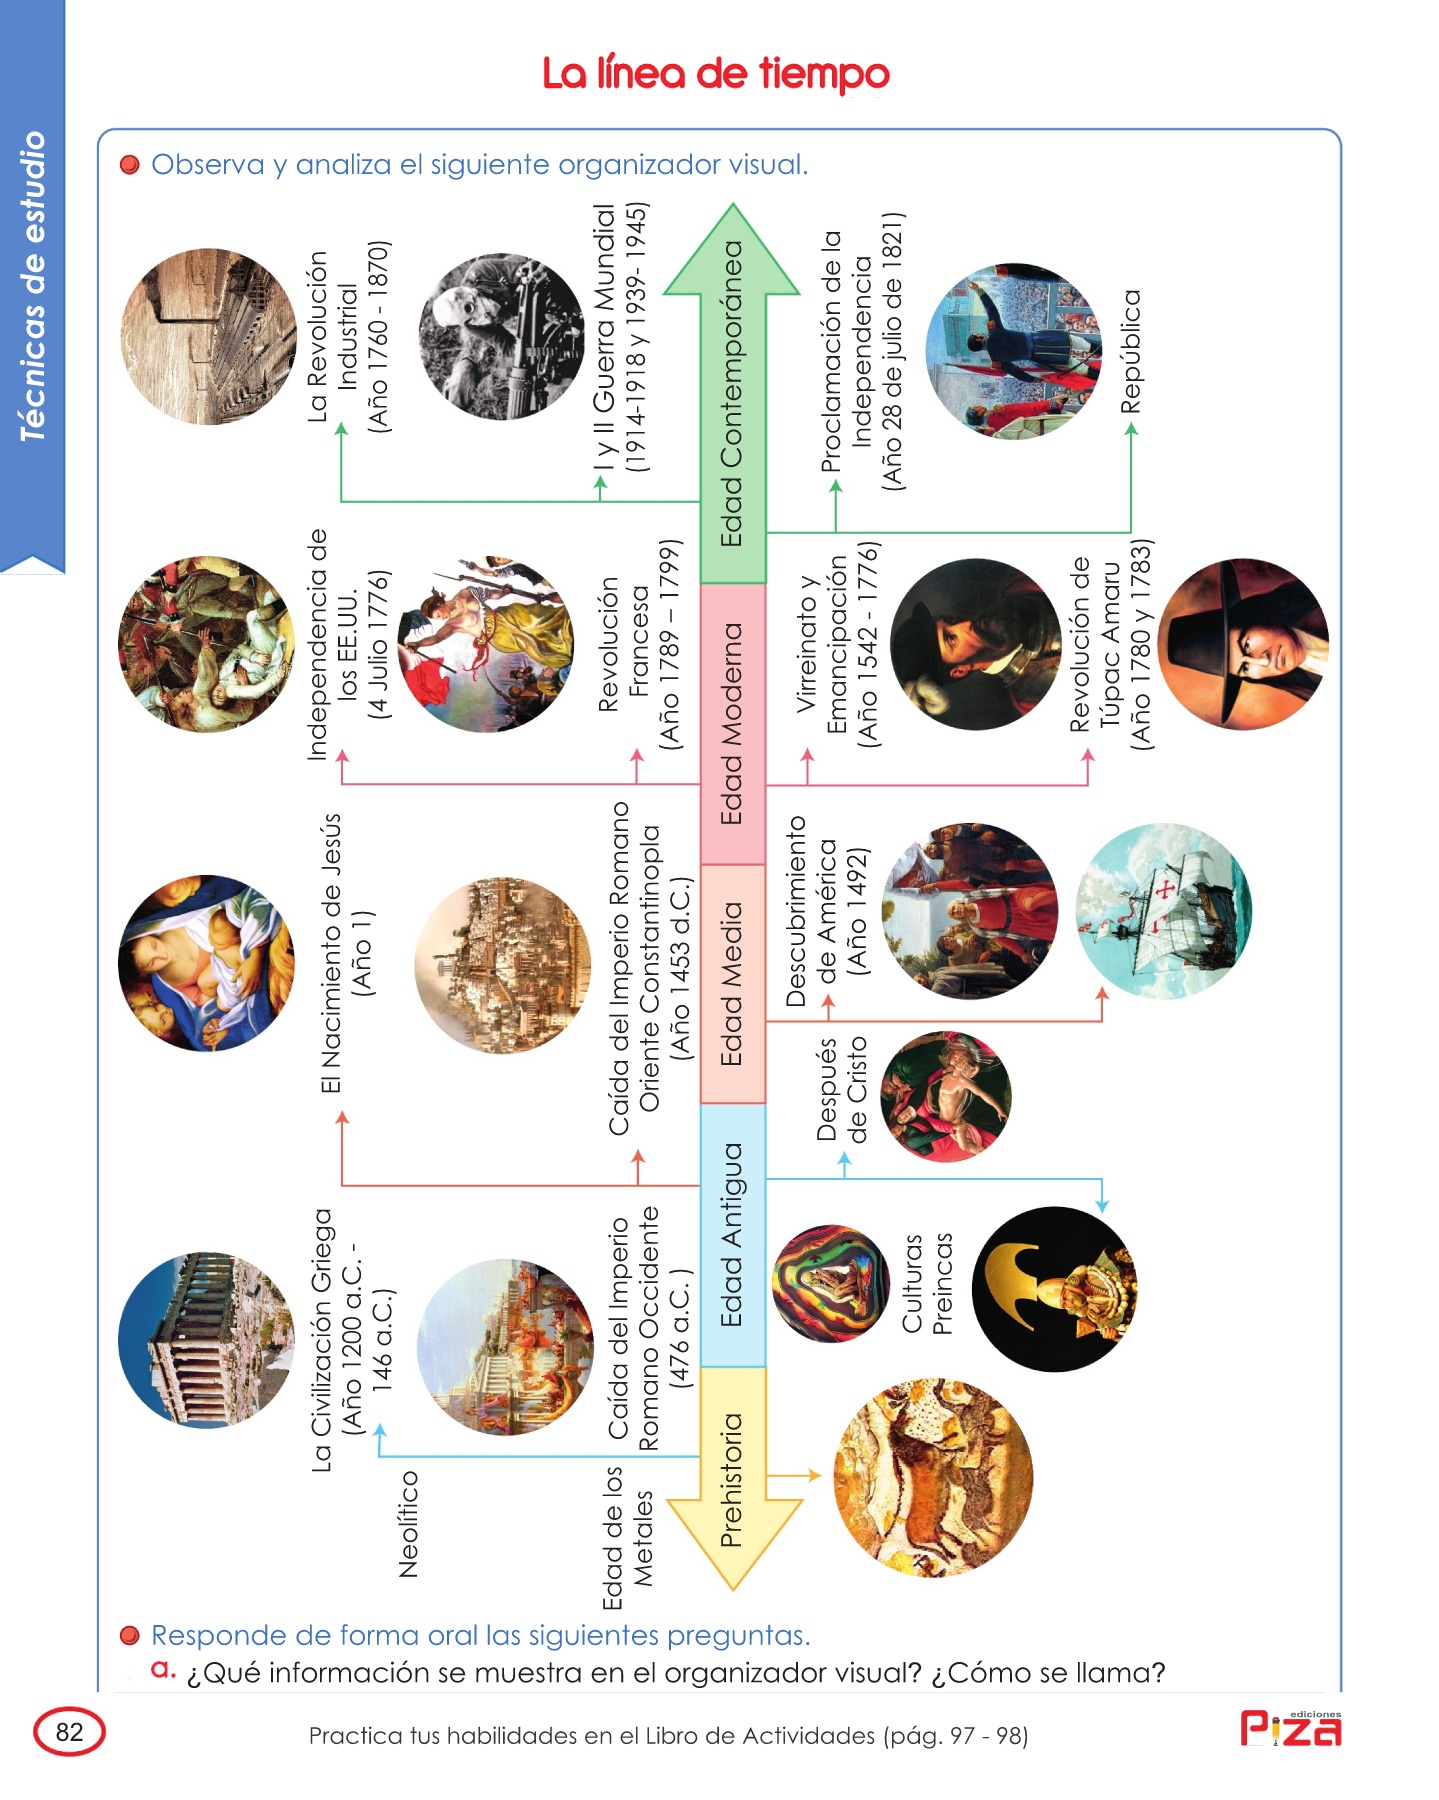 Técnicas de estudio
La línea de tiempo
Observa y analiza el siguiente organizador visual.
La Revolución
Industrial
(Año 1760 - 1870)
I y II Guerra Mundial
(1914-1918 y 1939- 1945)
Edad Contemporánea
Proclamación de la
Independencia
(Año 28 de julio de 1821)
República
Independencia de
los EE.UU.
(4 Julio 1776)
Revolución
Francesa
(Año 1789 – 1799)
Edad Moderna
Virreinato y
Emancipación
(Año 1542 - 1776)
Revolución de
Túpac Amaru
(Año 1780 y 1783)
El Nacimiento de Jesús
(Año 1)
Caída del Imperio Romano
Oriente Constantinopla
(Año 1453 d.C.)
Edad Media
Descubrimiento
de América
(Año 1492)
Después
de Cristo
La Civilización Griega
(Año 1200 a.C. -
146 a.C.)
Caída del Imperio
Romano Occidente
(476 a.C. )
Edad Antigua
Culturas
Preincas
Neolítico
Edad de los
Metales
Prehistoria
Responde de forma oral las siguientes preguntas.
a. ¿Qué información se muestra en el organizador visual? ¿Cómo se llama?
82
Practica tus habilidades en el Libro de Actividades (pág. 97 - 98)
ediciones
Piza